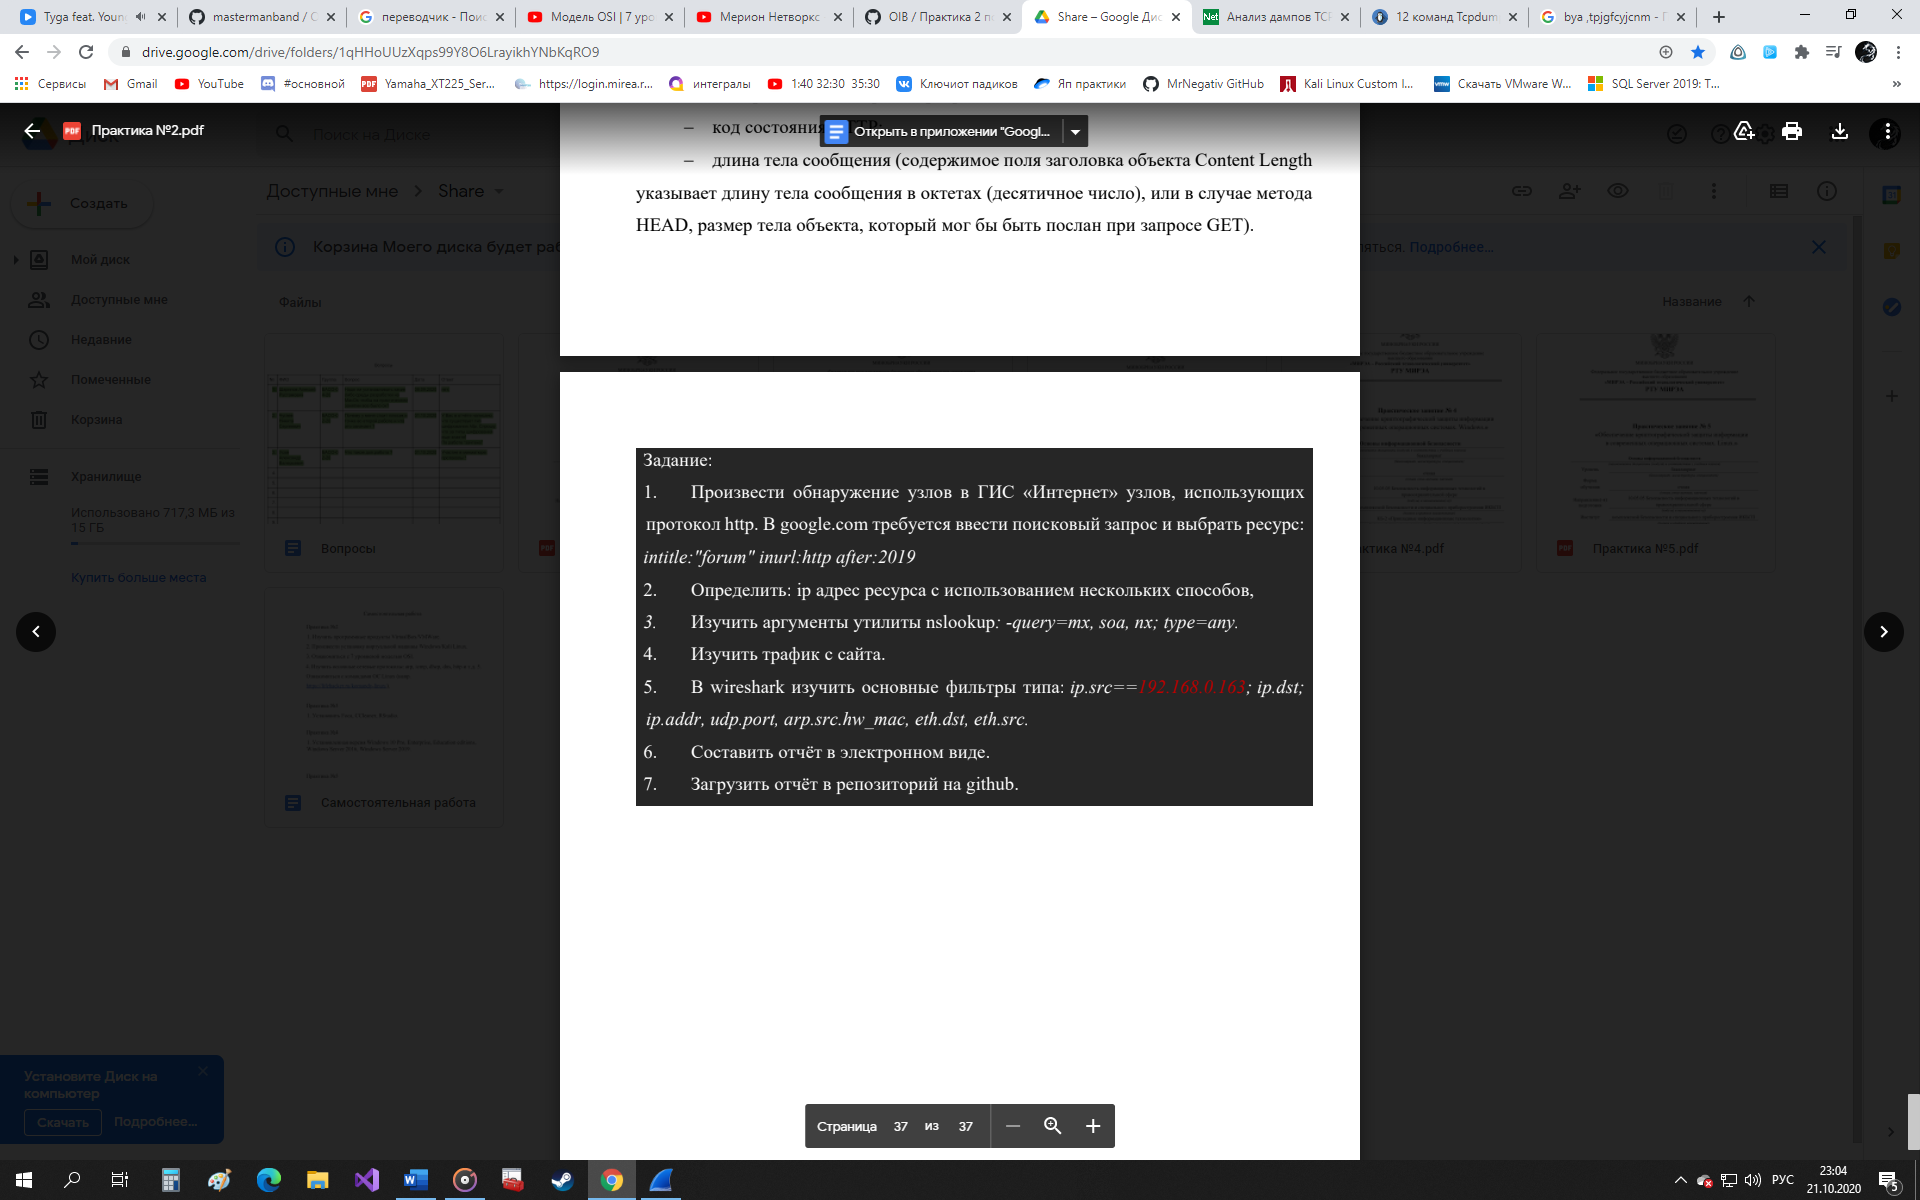 Tyga feat. Youn
mastermanband / C
переводчик - Поис
Модель OSI | 7 уро
Мерион Нетворкс
OIB / Практика 2 п
Share – Google Дис
Анализ дампов TCP
12 команд Tcpdum
bya ,tpjgfcyjcnm - П
drive.google.com/drive/folders/1qHHoUUzXqps99Y8O6LrayikhYNbKqRO9
Сервисы
Gmail
YouTube
#основной
Yamaha_XT225_Ser...
https://login.mirea.r...
интегралы
1:40 32:30 35:30
Ключиот падиков
Яп практики
MrNegativ GitHub
Kali Linux Custom I...
Скачать VMware W...
SQL Server 2019: T...
»
Практика №2.pdf
Поиск на Диске
Открыть в приложении "Googl...
– код состояния
– длина тела сообщения (содержимое поля заголовка объекта Content Length
указывает длину тела сообщения в октетах (десятичное число), или в случае метода
HEAD, размер тела объекта, который мог бы быть послан при запросе GET).
Создать
Доступные мне
Share
Корзина Моего диска будет раб
ляться. Подробнее...
Мой диск
Доступные мне
Недавние
Помеченные
Корзина
Хранилище
Использовано 717,3 МБ из
15 ГБ
Купить больше места
Файлы
Название
Вопросы
ктика №4.pdf
Практика №5.pdf
Самостоятельная работа
Задание:
1. Произвести обнаружение узлов в ГИС «Интернет» узлов, использующих
протокол http. В google.com требуется ввести поисковый запрос и выбрать ресурс:
intitle:"forum" inurl:http after:2019
2. Определить: ip адрес ресурса с использованием нескольких способов,
3. Изучить аргументы утилиты nslookup: -query=mx, soa, nx; type=any.
4. Изучить трафик с сайта.
5. В wireshark изучить основные фильтры типа: ip.src==192.168.0.163; ip.dst;
ip.addr, udp.port, arp.src.hw_mac, eth.dst, eth.src.
6. Составить отчёт в электронном виде.
7. Загрузить отчёт в репозиторий на github.
Установите Диск на
компьютер
Скачать
Подробнее...
Страница 37 из 37
РУС
23:04
21.10.2020
5